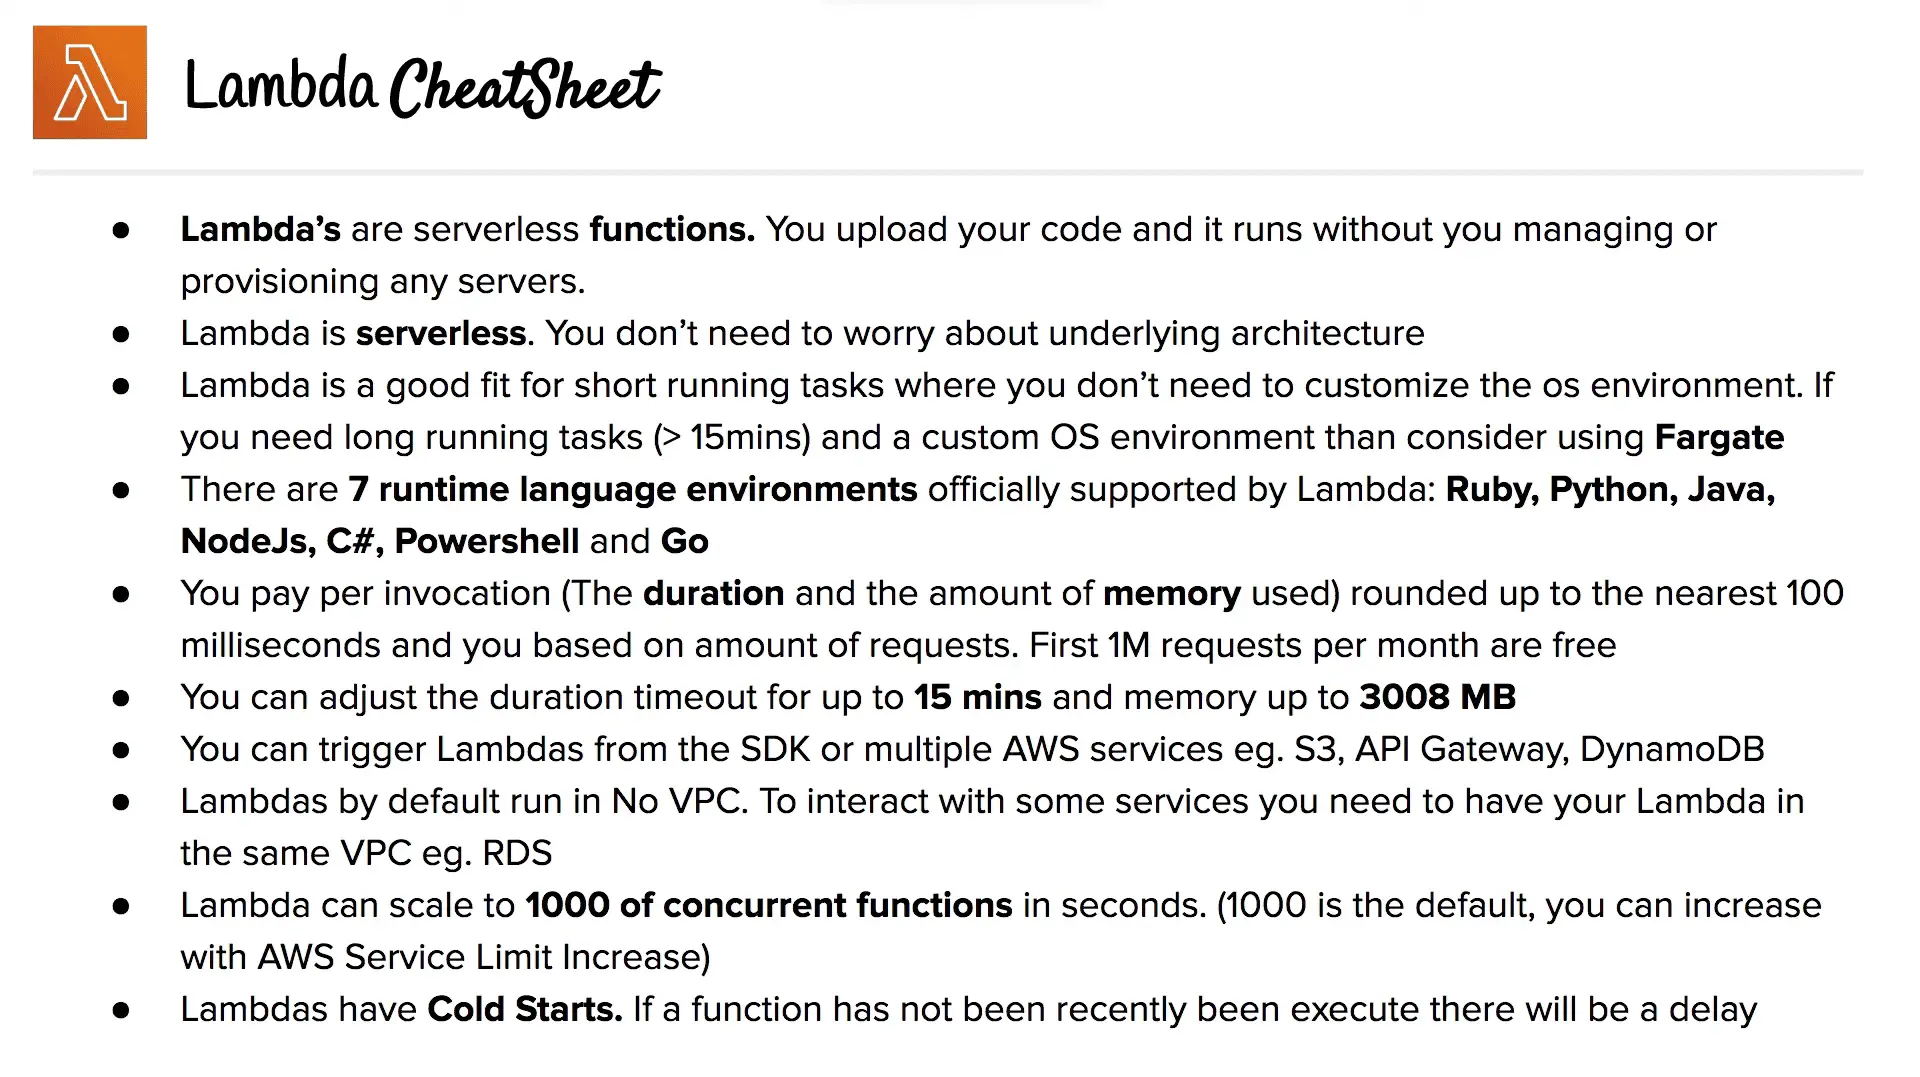 Lambda CheatSheet
● Lambda’s are serverless functions. You upload your code and it runs without you managing or
provisioning any servers.
● Lambda is serverless. You don’t need to worry about underlying architecture
● Lambda is a good fit for short running tasks where you don’t need to customize the os environment. If
you need long running tasks (> 15mins) and a custom OS environment than consider using Fargate
● There are 7 runtime language environments officially supported by Lambda: Ruby, Python, Java,
NodeJs, C#, Powershell and Go
● You pay per invocation (The duration and the amount of memory used) rounded up to the nearest 100
milliseconds and you based on amount of requests. First 1M requests per month are free
● You can adjust the duration timeout for up to 15 mins and memory up to 3008 MB
● You can trigger Lambdas from the SDK or multiple AWS services eg. S3, API Gateway, DynamoDB
● Lambdas by default run in No VPC. To interact with some services you need to have your Lambda in
the same VPC eg. RDS
● Lambda can scale to 1000 of concurrent functions in seconds. (1000 is the default, you can increase
with AWS Service Limit Increase)
● Lambdas have Cold Starts. If a function has not been recently been execute there will be a delay